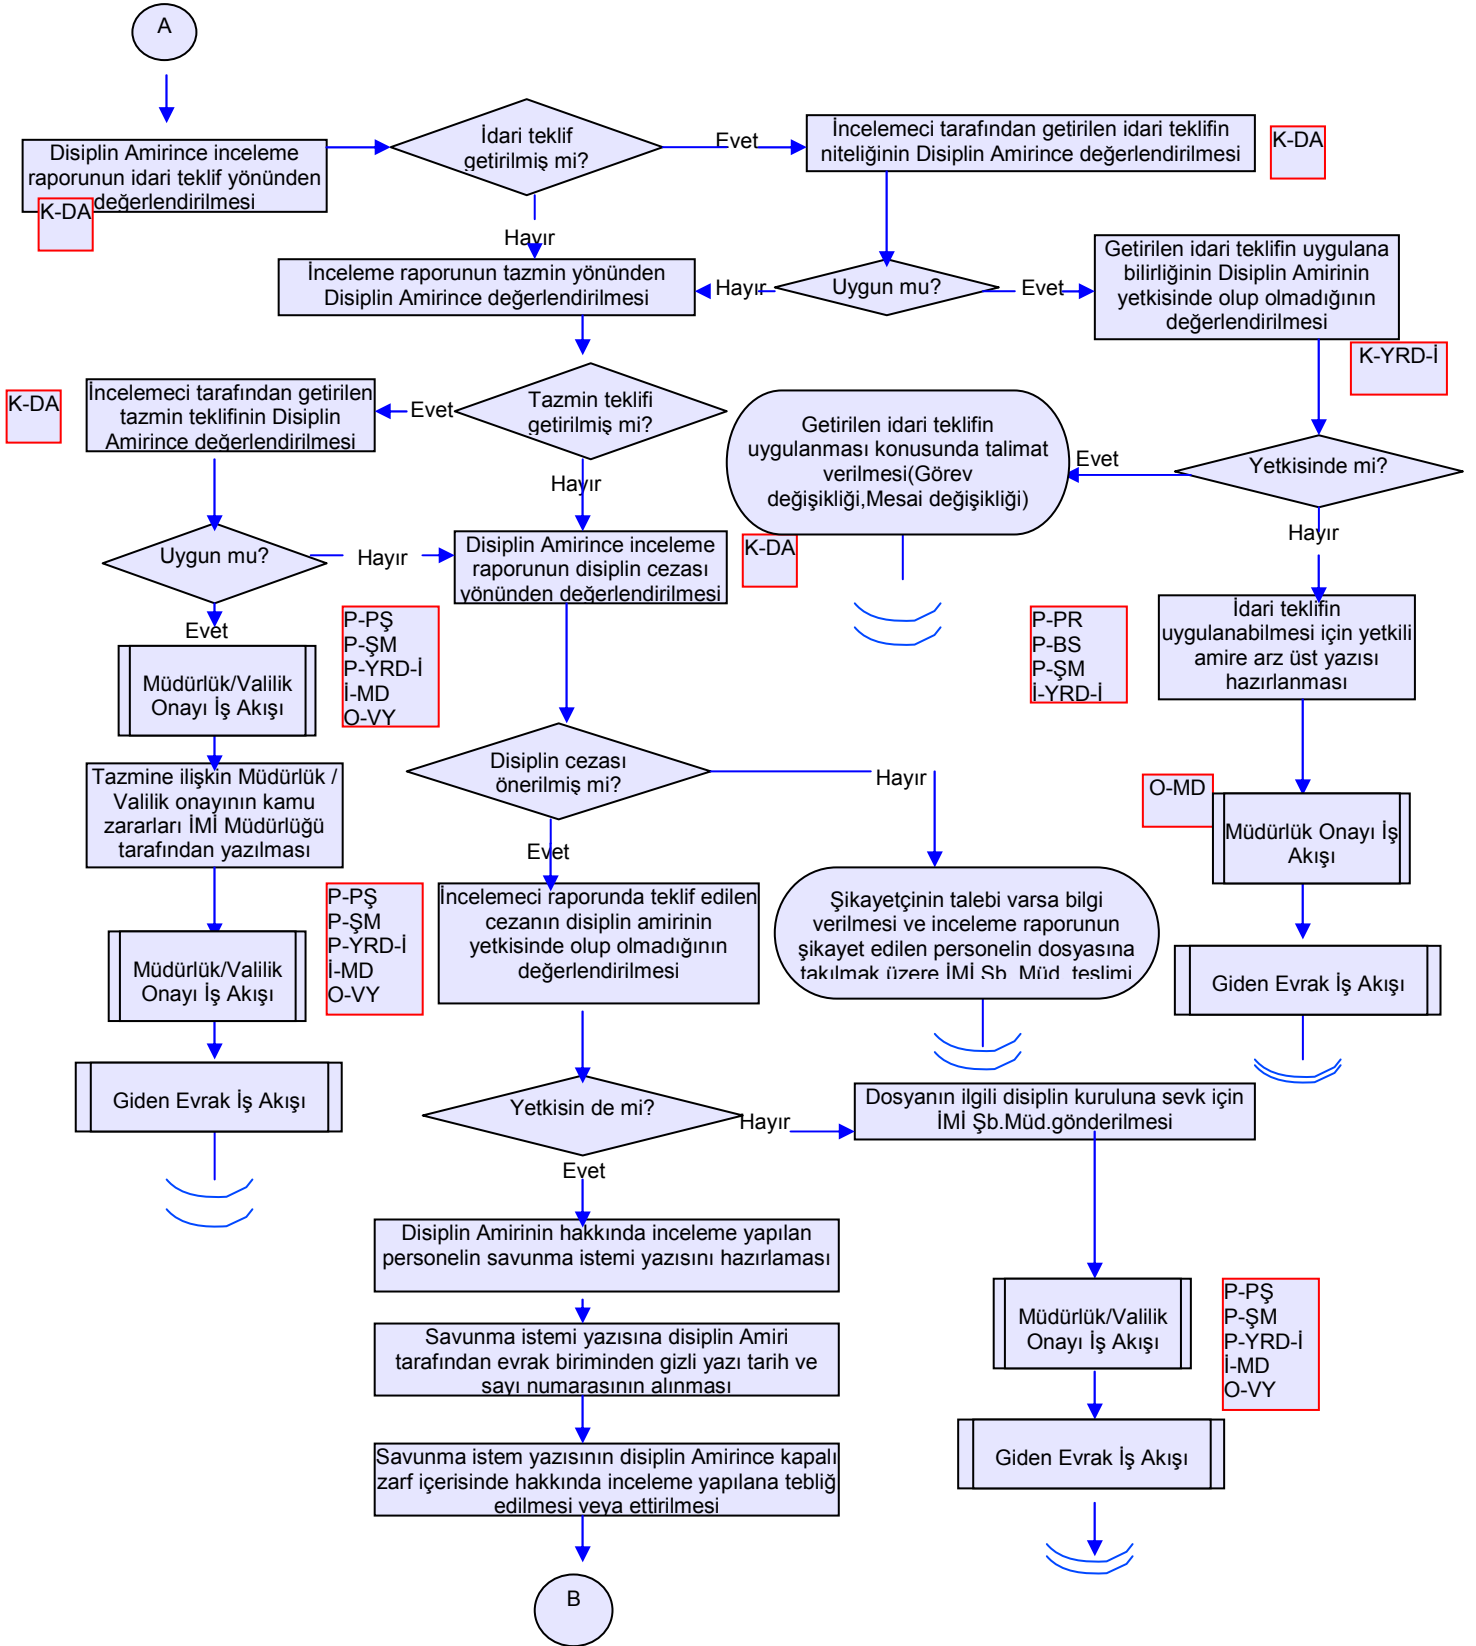 A
Disiplin Amirince inceleme
raporunun idari teklif yönünden
değerlendirilmesi
K-DA
İdari teklif
getirilmiş mi?
Evet
İncelemeci tarafından getirilen idari teklifin
niteliğinin Disiplin Amirince değerlendirilmesi
K-DA
Hayır
İnceleme raporunun tazmin yönünden
Disiplin Amirince değerlendirilmesi
Hayır
Uygun mu?
Evet
Getirilen idari teklifin uygulana
bilirliğinin Disiplin Amirinin
yetkisinde olup olmadığının
değerlendirilmesi
K-YRD-İ
K-DA
İncelemeci tarafından getirilen
tazmin teklifinin Disiplin
Amirince değerlendirilmesi
Evet
Tazmin teklifi
getirilmiş mi?
Getirilen idari teklifin
uygulanması konusunda talimat
verilmesi(Görev
değişikliği,Mesai değişikliği)
Evet
Yetkisinde mi?
Hayır
Hayır
Uygun mu?
Hayır
Disiplin Amirince inceleme
raporunun disiplin cezası
yönünden değerlendirilmesi
K-DA
Evet
P-PŞ
P-ŞM
P-YRD-İ
İ-MD
O-VY
P-PR
P-BS
P-ŞM
İ-YRD-İ
İdari teklifin
uygulanabilmesi için yetkili
amire arz üst yazısı
hazırlanması
Müdürlük/Valilik
Onayı İş Akışı
Disiplin cezası
önerilmiş mi?
Hayır
Tazmine ilişkin Müdürlük /
Valilik onayının kamu
zararları İMİ Müdürlüğü
tarafından yazılması
O-MD
Müdürlük Onayı İş
Akışı
Evet
İncelemeci raporunda teklif edilen
cezanın disiplin amirinin
yetkisinde olup olmadığının
değerlendirilmesi
P-PŞ
P-ŞM
P-YRD-İ
İ-MD
O-VY
Şikayetçinin talebi varsa bilgi
verilmesi ve inceleme raporunun
şikayet edilen personelin dosyasına
takılmak üzere İMİ Şb. Müd. teslimi
Müdürlük/Valilik
Onayı İş Akışı
Giden Evrak İş Akışı
Giden Evrak İş Akışı
Yetkisin de mi?
Hayır
Dosyanın ilgili disiplin kuruluna sevk için
İMİ Şb.Müd.gönderilmesi
Evet
Disiplin Amirinin hakkında inceleme yapılan
personelin savunma istemi yazısını hazırlaması
Savunma istemi yazısına disiplin Amiri
tarafından evrak biriminden gizli yazı tarih ve
sayı numarasının alınması
Müdürlük/Valilik
Onayı İş Akışı
P-PŞ
P-ŞM
P-YRD-İ
İ-MD
O-VY
Savunma istem yazısının disiplin Amirince kapalı
zarf içerisinde hakkında inceleme yapılana tebliğ
edilmesi veya ettirilmesi
Giden Evrak İş Akışı
B